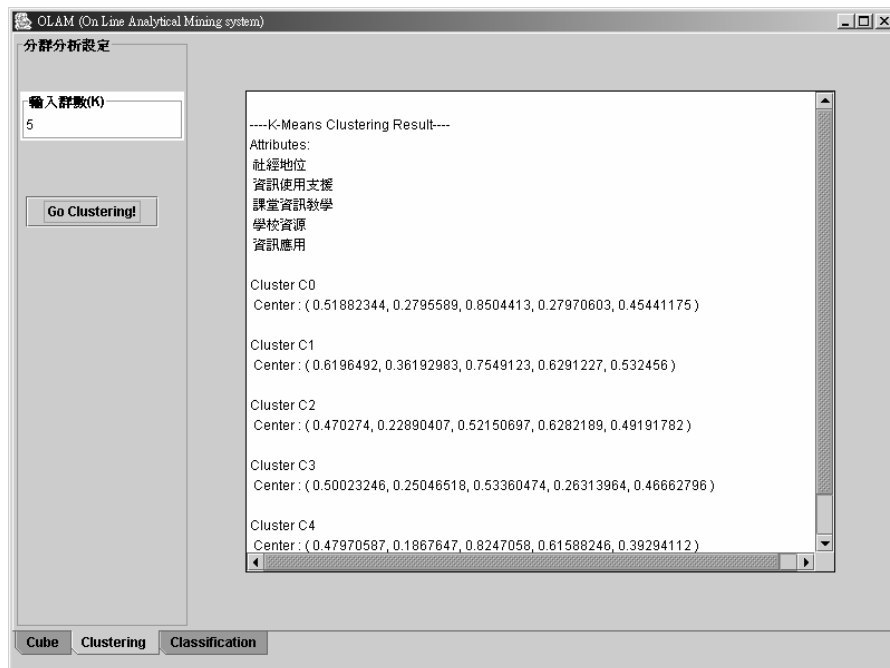 OLAM (On Line Analytical Mining system)
分群分析設定
輸入群數(K)
5
Go Clustering!
----K-Means Clustering Result----
Attributes:
社經地位
資訊使用支援
課堂資訊教學
學校資源
資訊應用
Cluster C0
Center : ( 0.51882344, 0.2795589, 0.8504413, 0.27970603, 0.45441175 )
Cluster C1
Center : ( 0.6196492, 0.36192983, 0.7549123, 0.6291227, 0.532456 )
Cluster C2
Center : ( 0.470274, 0.22890407, 0.52150697, 0.6282189, 0.49191782 )
Cluster C3
Center : ( 0.50023246, 0.25046518, 0.53360474, 0.26313964, 0.46662796 )
Cluster C4
Center : ( 0.47970587, 0.1867647, 0.8247058, 0.61588246, 0.39294112 )
Cube Clustering Classification